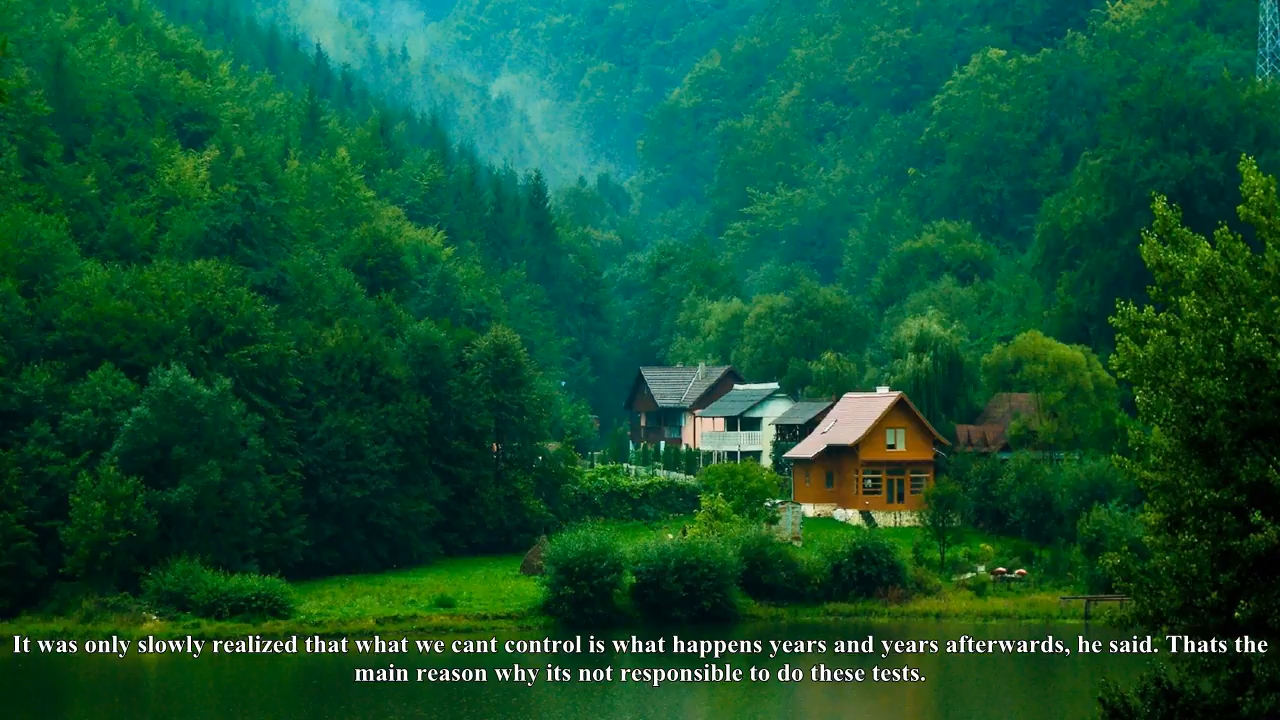 It was only slowly realized that what we cant control is what happens years and years afterwards, he said. Thats the
main reason why its not responsible to do these tests.